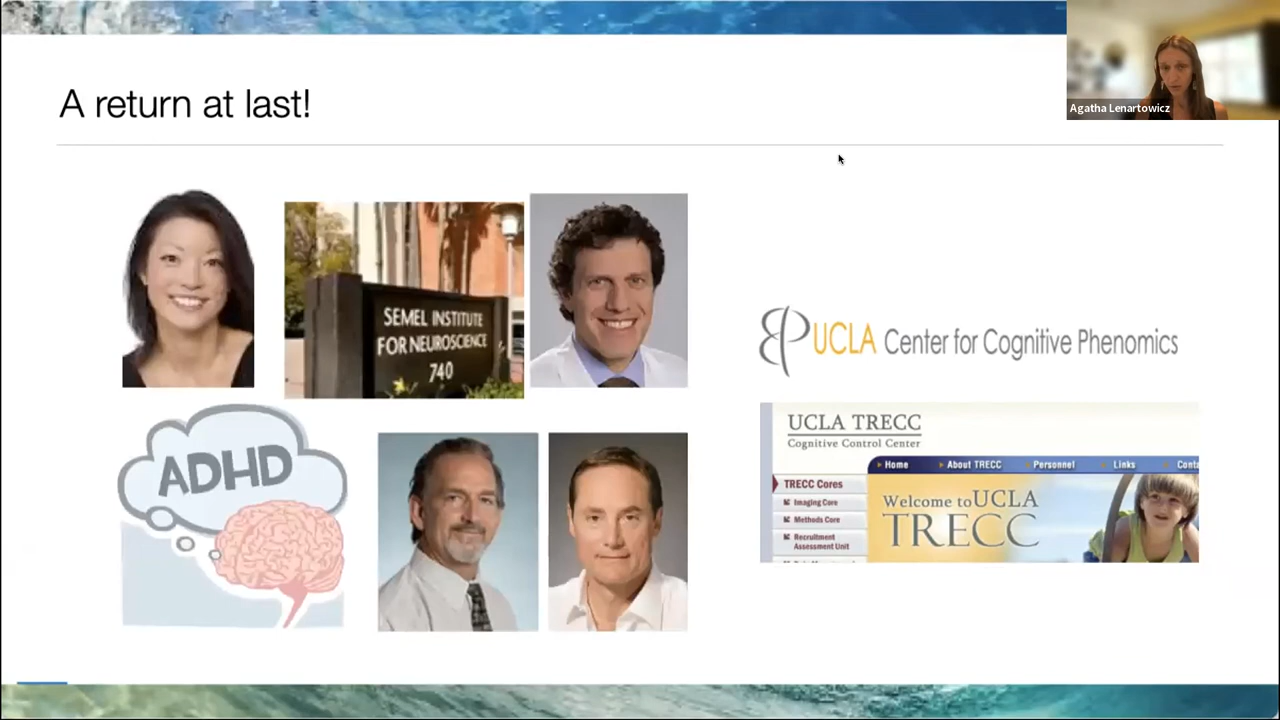 A return at last!
Agatha Lenartowicz
SEMEL INSTITUTE
FOR NEUROSCIENCE
740
UCLA Center for Cognitive Phenomics
ADHD
UCLA TRECC
Cognitive Control Center
Home
About TRECC
Personnel
Links
TRECC Cores
Imaging Core
Methods Core
Recruitment
Assessment Unit
Welcome to UCLA
TRECC